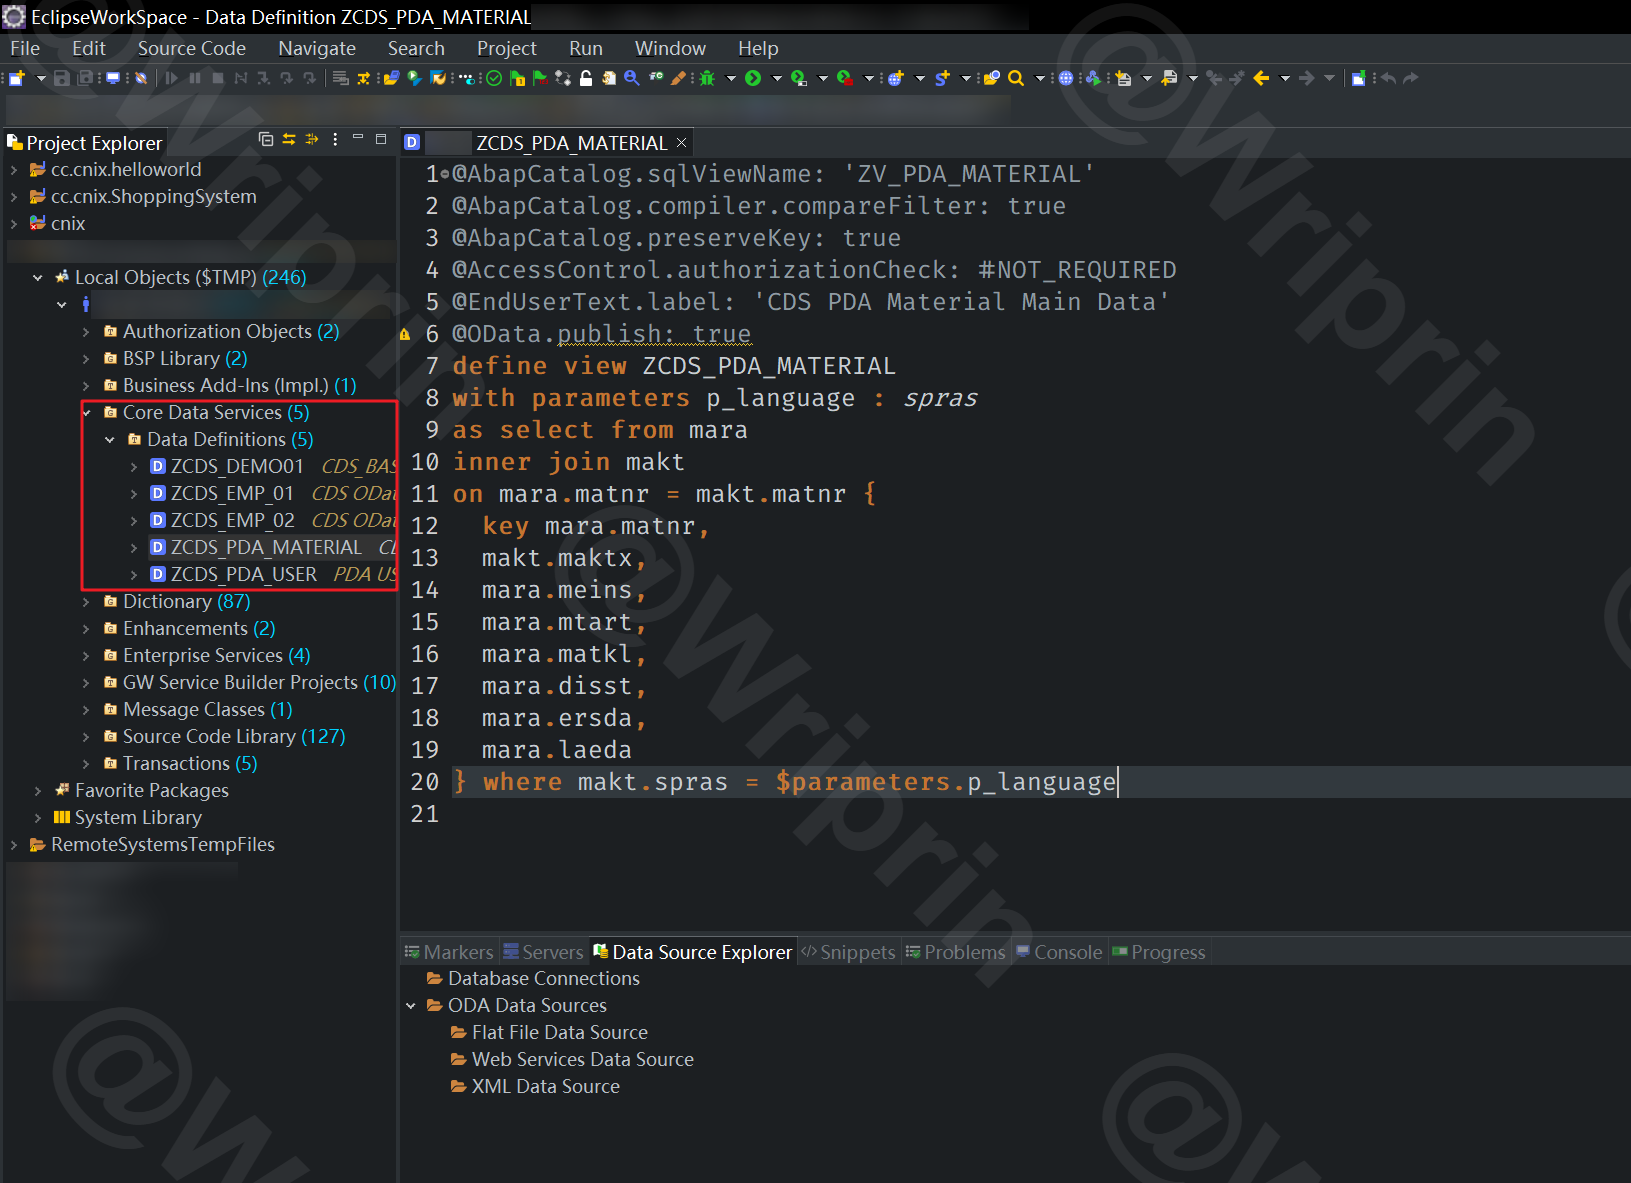 EclipseWorkSpace - Data Definition ZCDS_PDA_MATERIAL
File Edit Source Code Navigate Search Project Run Window Help
Project Explorer
cc.cnix.helloworld
cc.cnix.ShoppingSystem
cnix
Local Objects ($TMP) (246)
Authorization Objects (2)
BSP Library (2)
Business Add-Ins (Impl.) (1)
Core Data Services (5)
Data Definitions (5)
ZCDS_DEMO01 CDS_BAS
ZCDS_EMP_01 CDS ODat
ZCDS_EMP_02 CDS ODat
ZCDS_PDA_MATERIAL CD
ZCDS_PDA_USER PDA US
Dictionary (87)
Enhancements (2)
Enterprise Services (4)
GW Service Builder Projects (10)
Message Classes (1)
Source Code Library (127)
Transactions (5)
Favorite Packages
System Library
RemoteSystemsTempFiles
ZCDS_PDA_MATERIAL
1 @AbapCatalog.sqlViewName: 'ZV_PDA_MATERIAL'
2 @AbapCatalog.compiler.compareFilter: true
3 @AbapCatalog.preserveKey: true
4 @AccessControl.authorizationCheck: #NOT_REQUIRED
5 @EndUserText.label: 'CDS PDA Material Main Data'
6 @OData.publish: true
7 define view ZCDS_PDA_MATERIAL
8 with parameters p_language : spras
9 as select from mara
10 inner join makt
11 on mara.matnr = makt.matnr {
12 key mara.matnr,
13 makt.maktx,
14 mara.meins,
15 mara.mtart,
16 mara.matkl,
17 mara.disst,
18 mara.ersda,
19 mara.laeda
20 } where makt.spras = $parameters.p_language
21
Markers Servers Data Source Explorer Snippets Problems Console Progress
Database Connections
ODA Data Sources
Flat File Data Source
Web Services Data Source
XML Data Source
@Wriprin
@Wriprin
@Wriprin
@W
@W
@